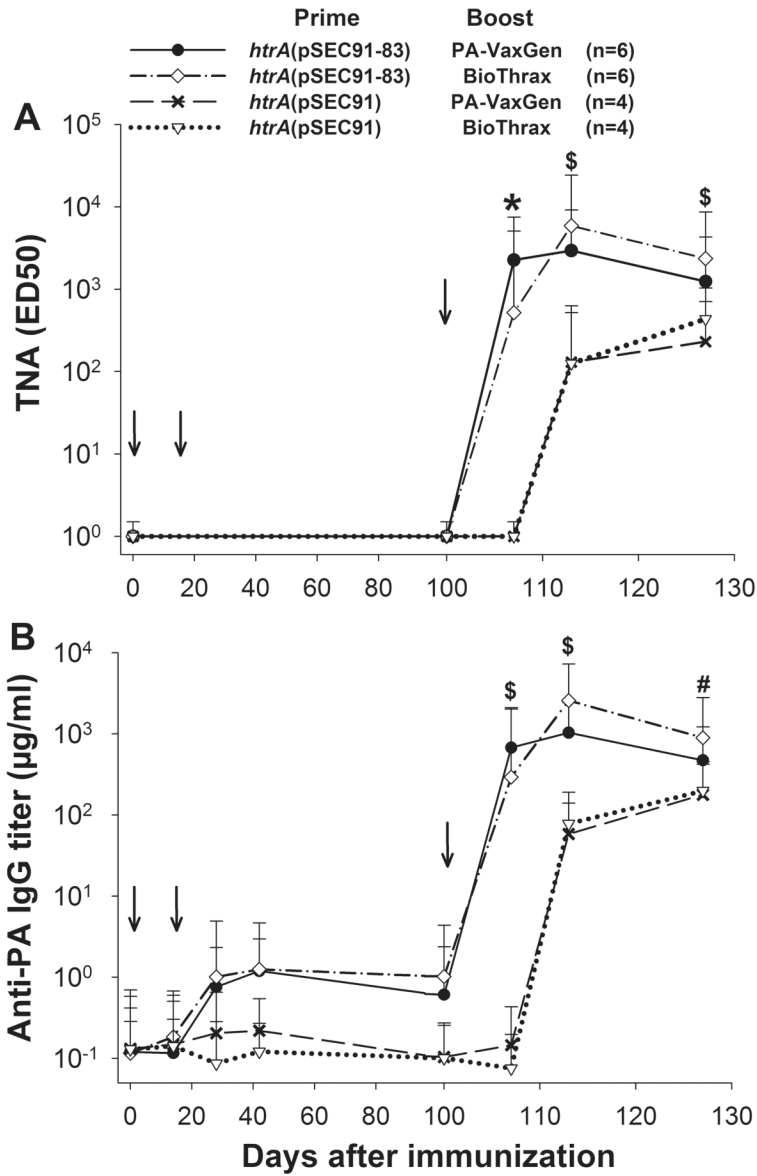 Prime Boost
htrA(pSEC91-83) PA-VaxGen (n=6)
htrA(pSEC91-83) BioThrax (n=6)
htrA(pSEC91) PA-VaxGen (n=4)
htrA(pSEC91) BioThrax (n=4)
A
TNA (ED50)
10^5
10^4
10^3
10^2
10^1
10^0
* $ $
0 20 40 60 80 100 110 120 130
B
Anti-PA IgG titer (µg/ml)
10^4
10^3
10^2
10^1
10^0
10^-1
$ $ #
0 20 40 60 80 100 110 120 130
Days after immunization